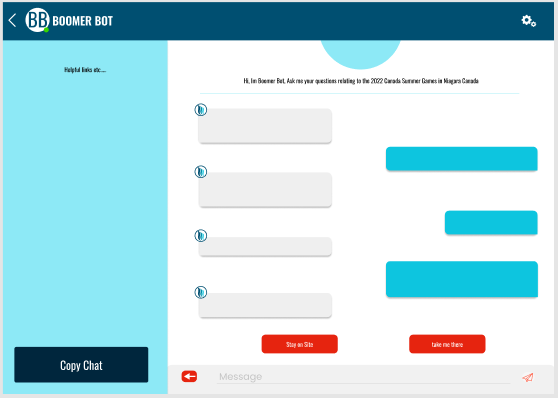 BB BOOMER BOT
Helpful links etc....
Hi, Im Boomer Bot, Ask me your questions relating to the 2022 Canada Summer Games in Niagara Canada
Stay on Site
take me there
Copy Chat
Message